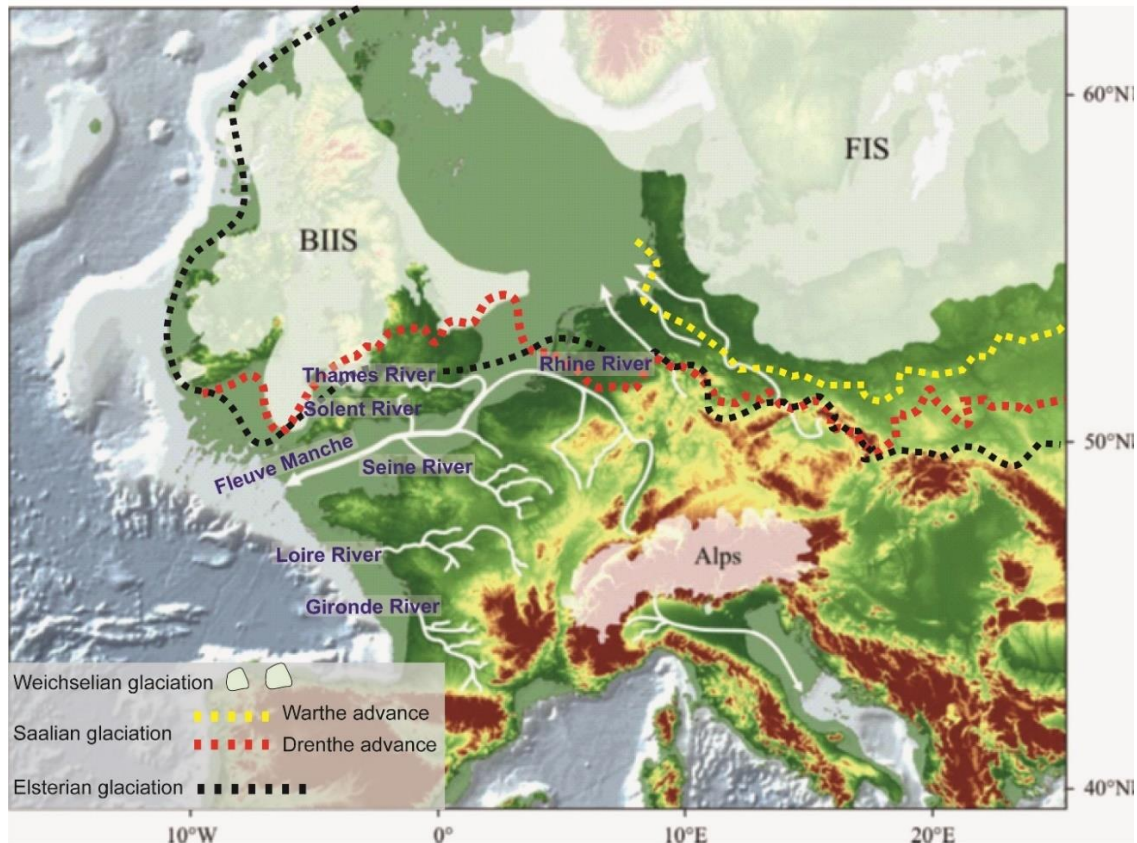 60°N
FIS
BIIS
Rhine River
Thames River
Solent River
50°N
Fleuve Manche
Seine River
Loire River
Alps
Gironde River
Weichselian glaciation
Warthe advance
Saalian glaciation
Drenthe advance
Elsterian glaciation
40°N
10°W
0°
10°E
20°E